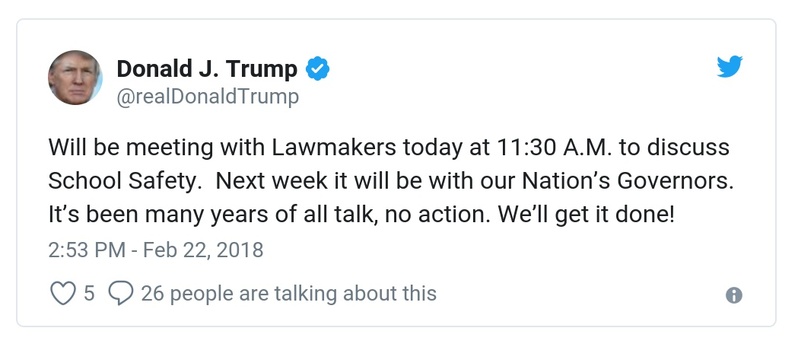 Donald J. Trump
@realDonaldTrump
Will be meeting with Lawmakers today at 11:30 A.M. to discuss
School Safety.  Next week it will be with our Nation’s Governors.
It’s been many years of all talk, no action. We’ll get it done!
2:53 PM - Feb 22, 2018
5 26 people are talking about this